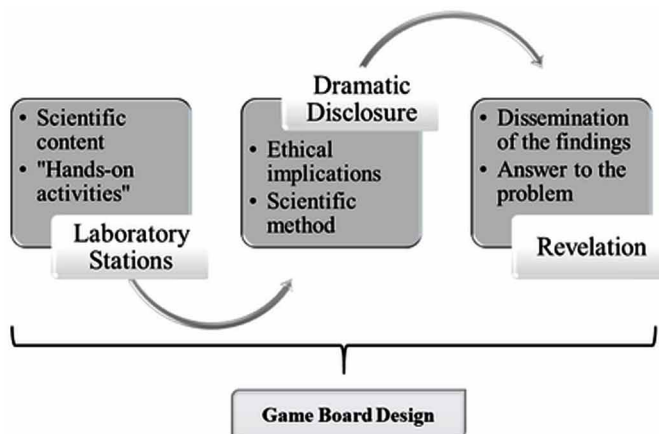 • Scientific
content
• "Hands-on
activities"
Laboratory
Stations
Dramatic
Disclosure
• Ethical
implications
• Scientific
method
• Dissemination
of the findings
• Answer to the
problem
Revelation
Game Board Design